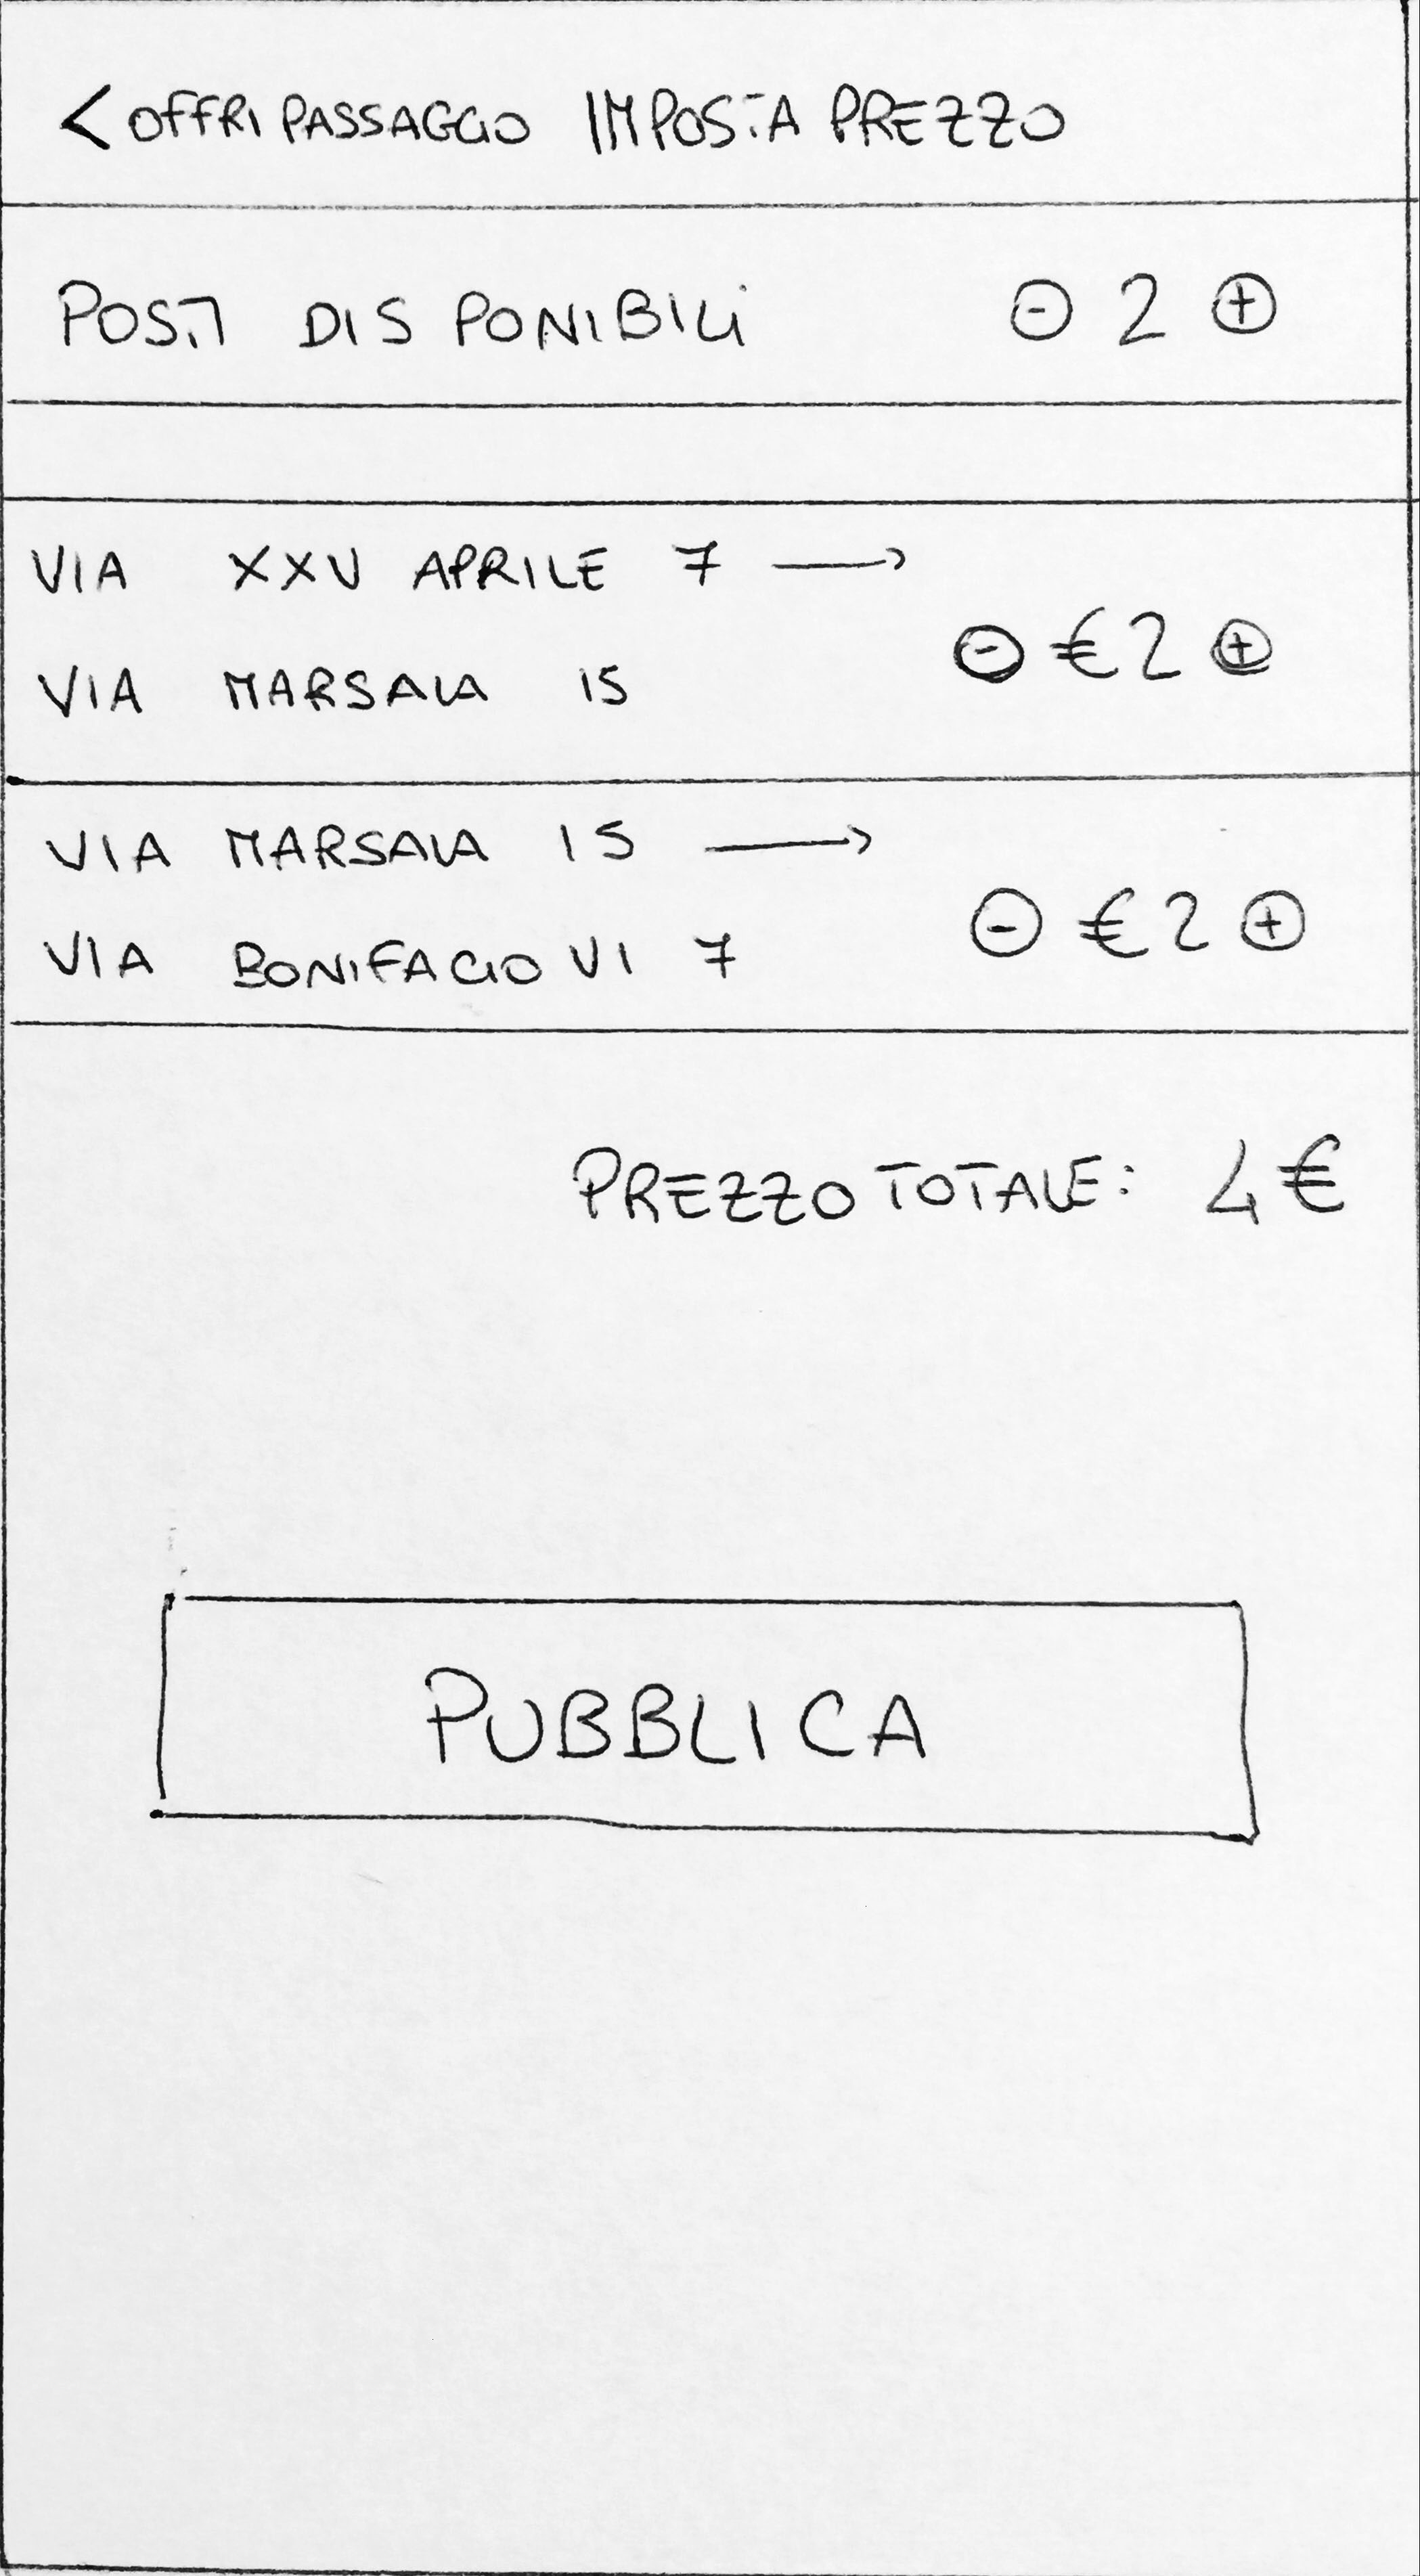 < OFFRI PASSAGGIO IMPOSTA PREZZO
POSTI DISPONIBILI - 2 +
VIA XXV APRILE 7 →
- € 2 +
VIA MARSALA 15
VIA MARSALA 15 →
- € 2 +
VIA BONIFACIO VI 7
PREZZO TOTALE: 4 €
PUBBLICA